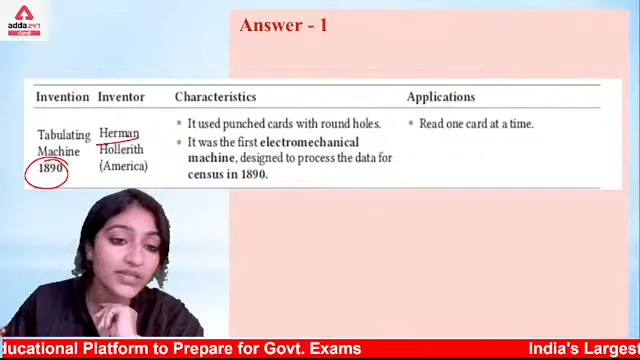 adda247
ਪੰਜਾਬੀ
Answer - 1
Invention Inventor Characteristics Applications
Tabulating Machine 1890
Herman Hollerith (America)
▪ It used punched cards with round holes.
▪ It was the first electromechanical
machine, designed to process the data for
census in 1890.
▪ Read one card at a time.
ducational Platform to Prepare for Govt. Exams India's Largest